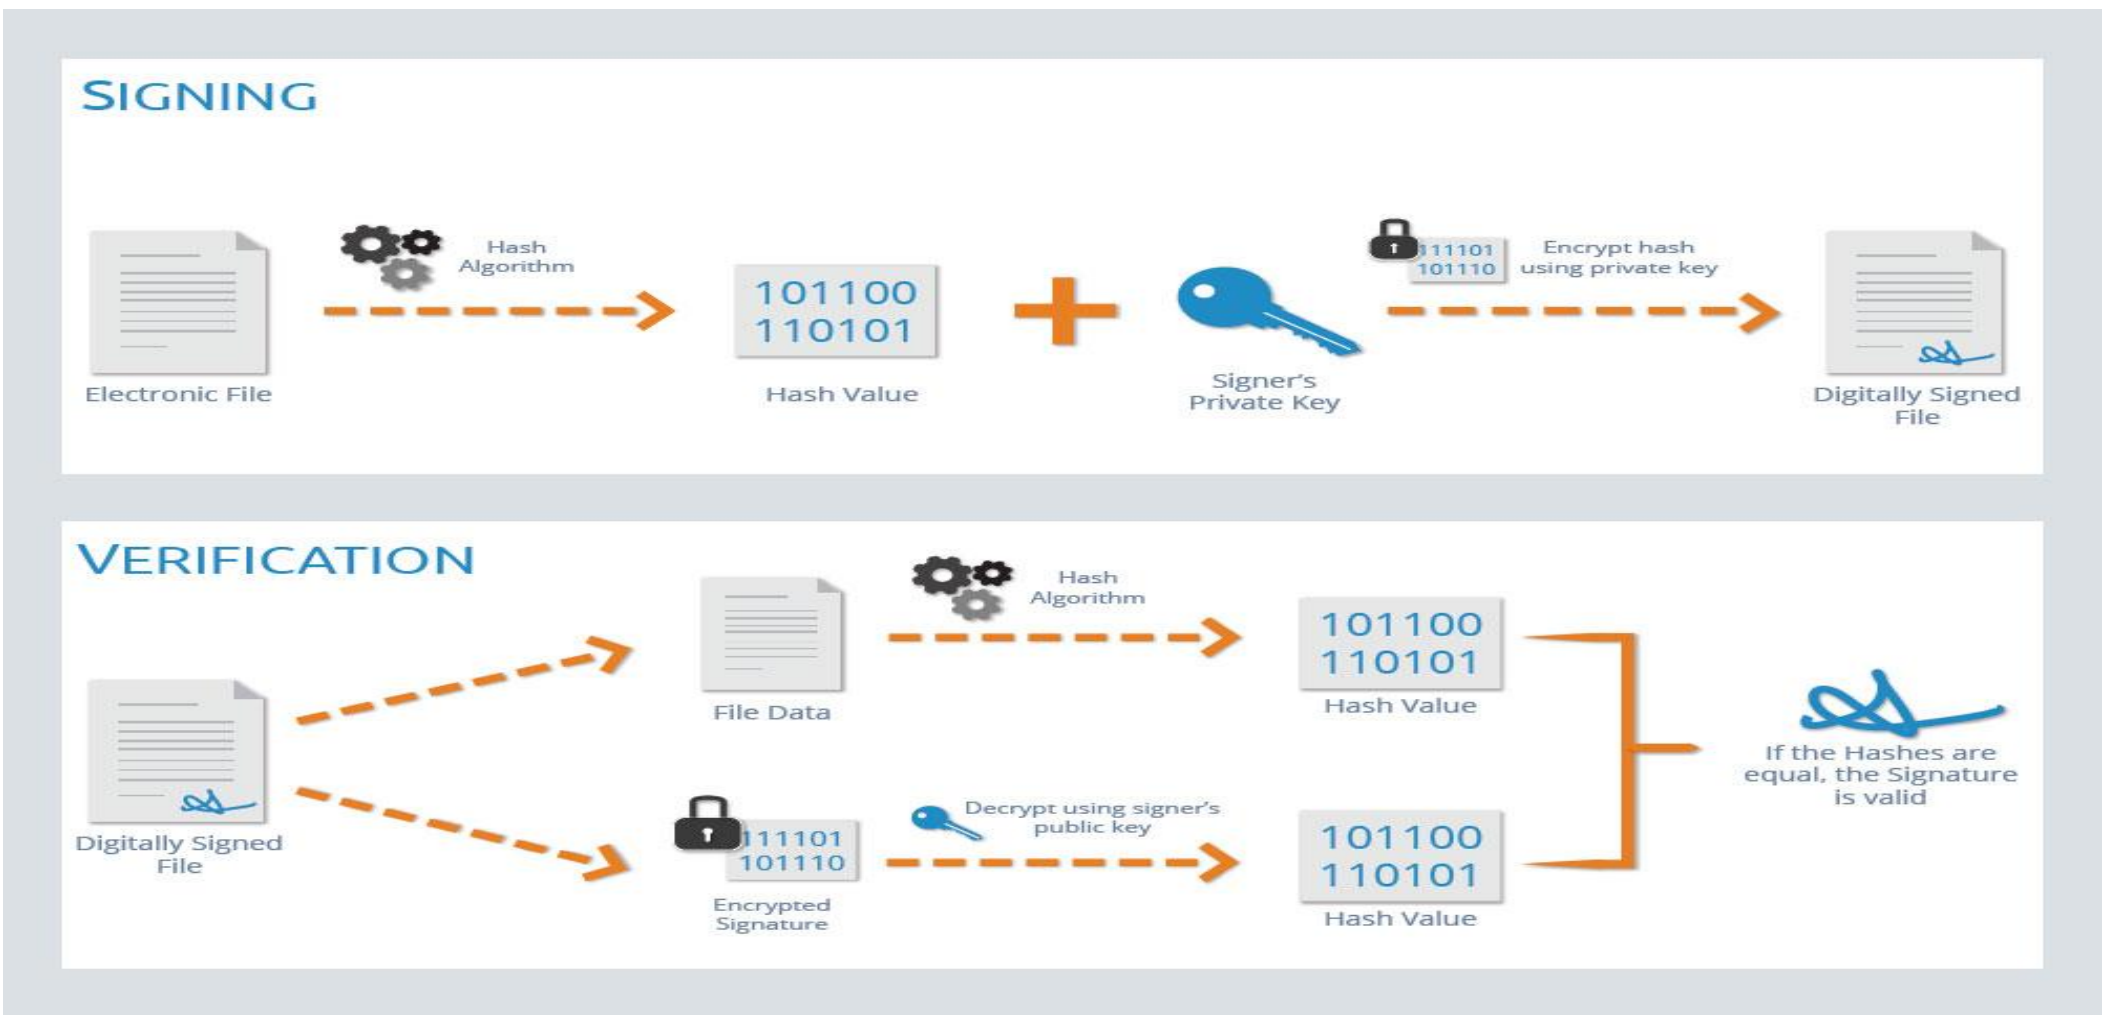 SIGNING
Hash
Algorithm
111101
101110
Encrypt hash
using private key
101100
110101
Electronic File
Hash Value
Signer's
Private Key
Digitally Signed
File
VERIFICATION
Hash
Algorithm
101100
110101
File Data
Hash Value
If the Hashes are
equal, the Signature
is valid
Digitally Signed
File
111101
101110
Encrypted
Signature
Decrypt using signer's
public key
101100
110101
Hash Value